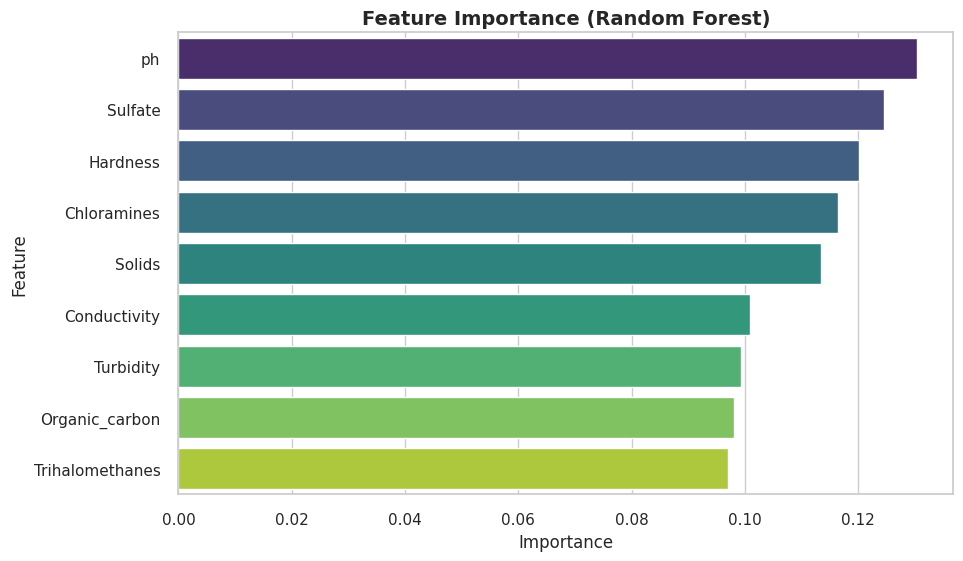 Feature Importance (Random Forest)
ph
Sulfate
Hardness
Chloramines
Solids
Conductivity
Turbidity
Organic_carbon
Trihalomethanes
Feature
0.00 0.02 0.04 0.06 0.08 0.10 0.12
Importance